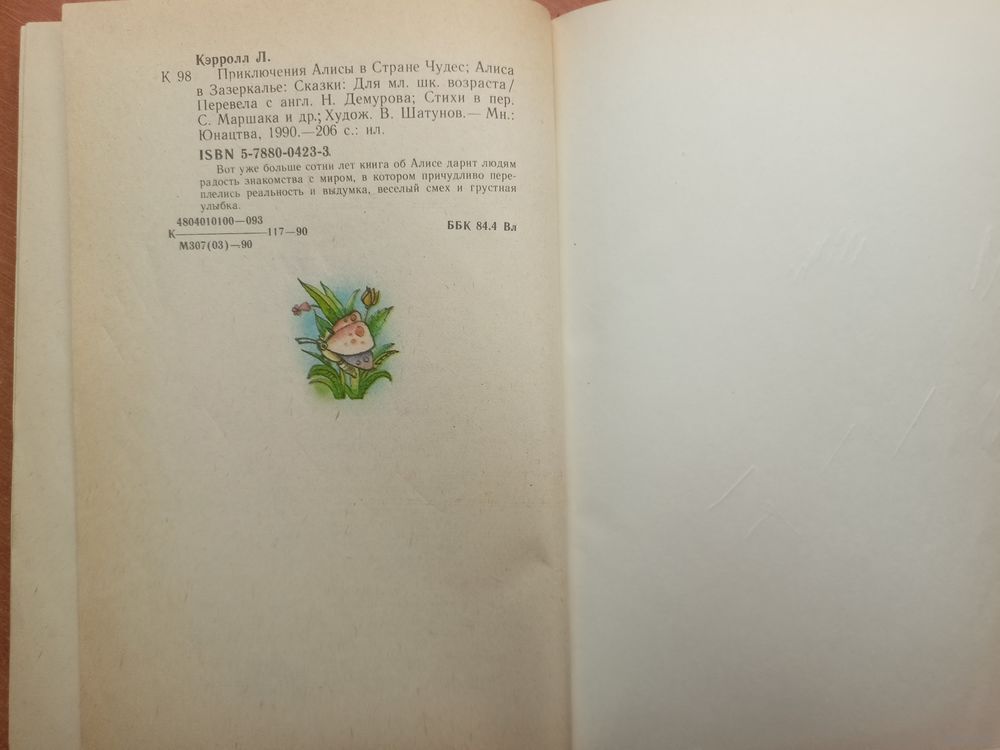 Кэрролл Л.
К 98 Приключения Алисы в Стране Чудес; Алиса
в Зазеркалье: Сказки: Для мл. шк. возраста/
Перевела с англ. Н. Демурова; Стихи в пер.
С. Маршака и др.; Худож. В. Шатунов.— Мн.:
Юнацтва, 1990.—206 с.: ил.
ISBN 5-7880-0423-3.
Вот уже больше сотни лет книга об Алисе дарит людям
радость знакомства с миром, в котором причудливо пере-
плелись реальность и выдумка, веселый смех и грустная
улыбка.
4804010100—093
К—————117—90
М307(03)—90
ББК 84.4 Вл